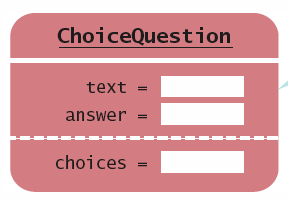 ChoiceQuestion
text =
answer =
choices =